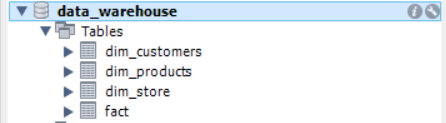 data_warehouse
Tables
dim_customers
dim_products
dim_store
fact